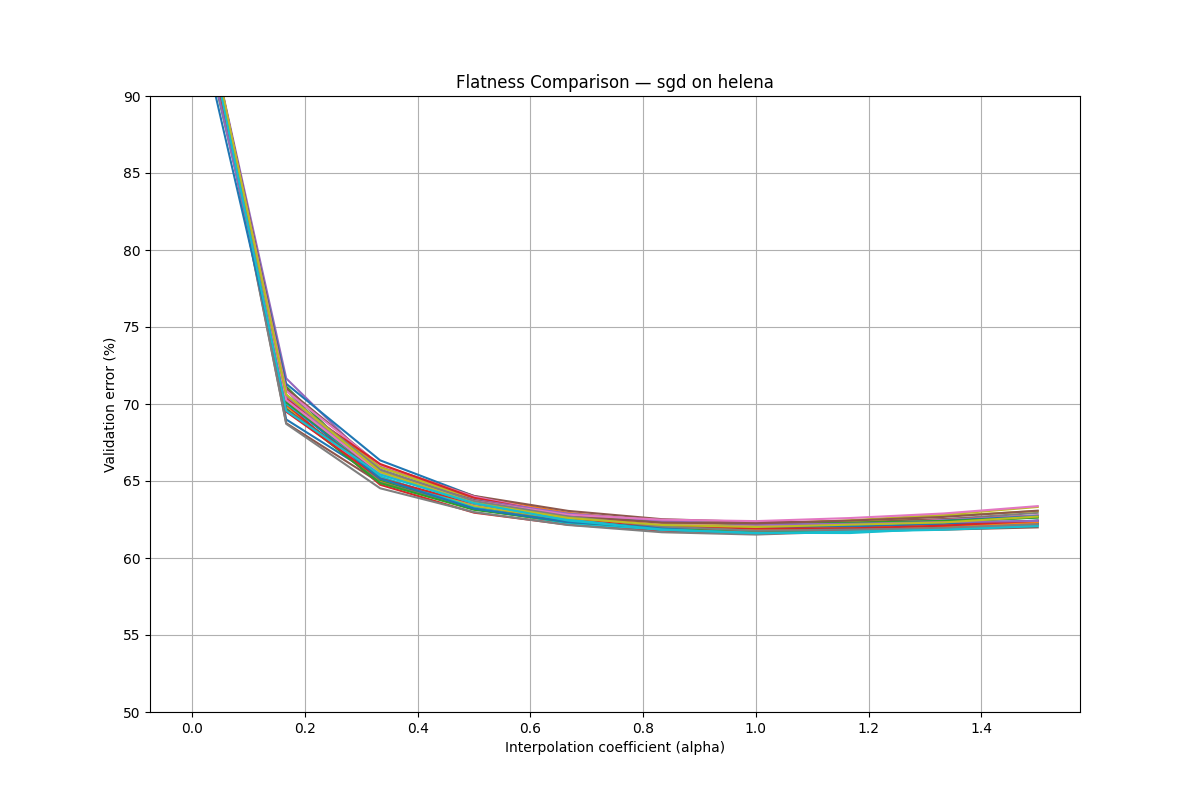 Flatness Comparison — sgd on helena
Validation error (%)
90
85
80
75
70
65
60
55
50
0.0 0.2 0.4 0.6 0.8 1.0 1.2 1.4
Interpolation coefficient (alpha)